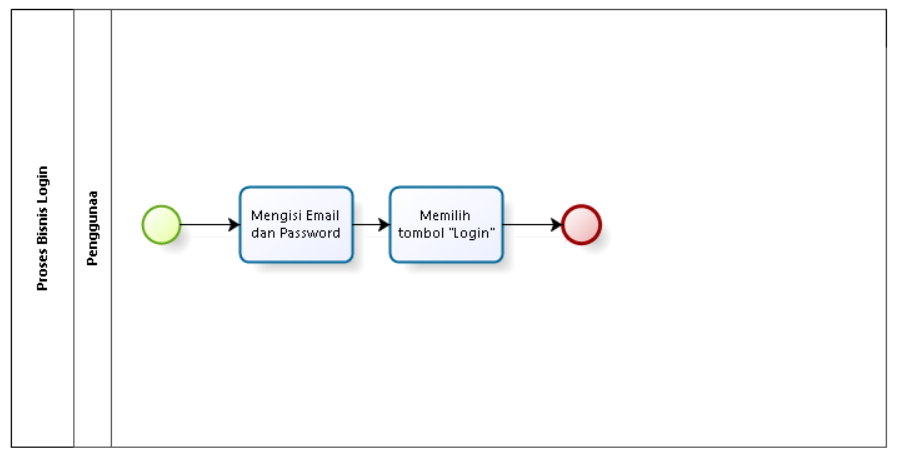 Proses Bisnis Login
Penggunaa
Mengisi Email
dan Password
Memilih
tombol "Login"